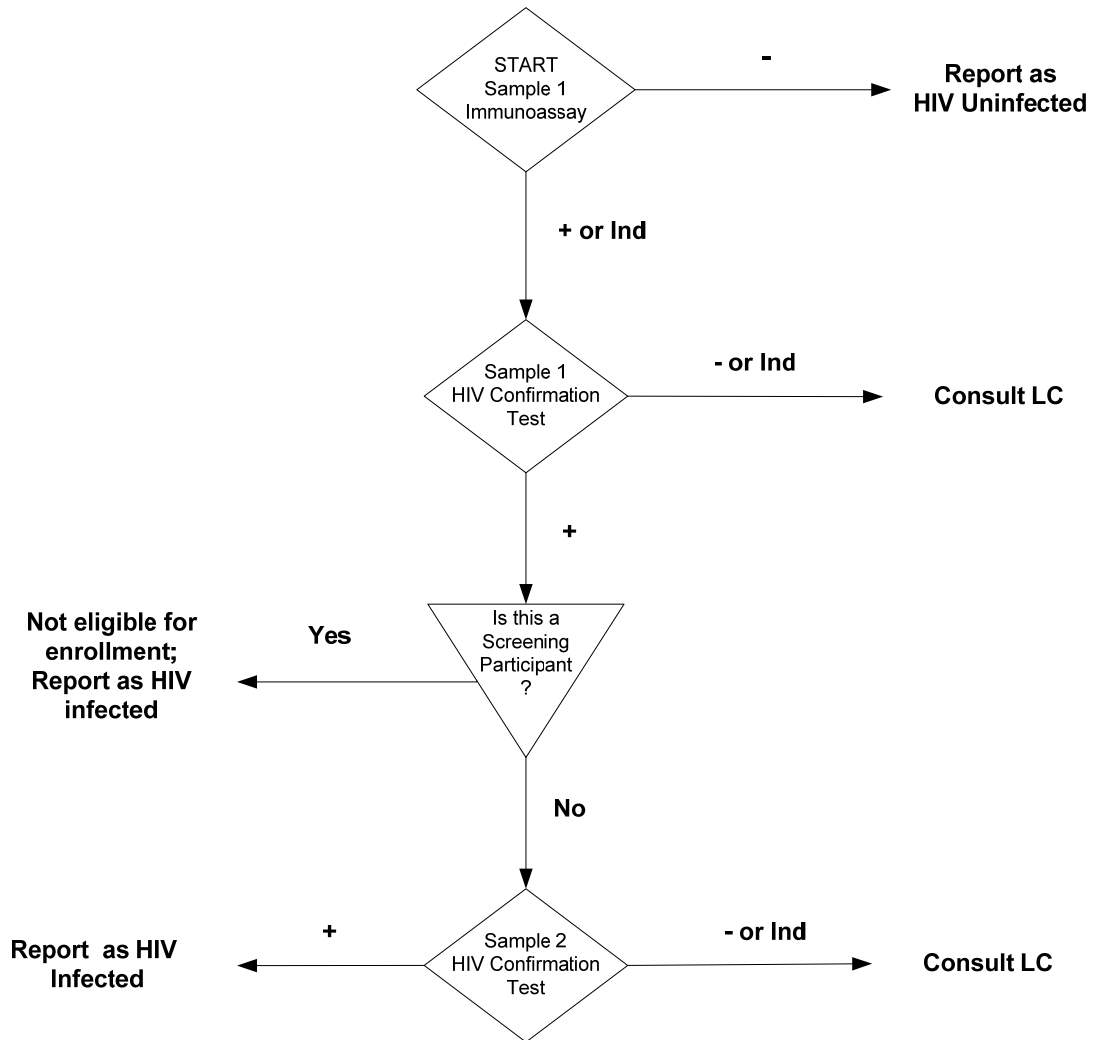 START
Sample 1
Immunoassay
-
Report as
HIV Uninfected
+ or Ind
Sample 1
HIV Confirmation
Test
- or Ind
Consult LC
+
Is this a
Screening
Participant
?
Yes
Not eligible for
enrollment;
Report as HIV
infected
No
Sample 2
HIV Confirmation
Test
+
Report as HIV
Infected
- or Ind
Consult LC